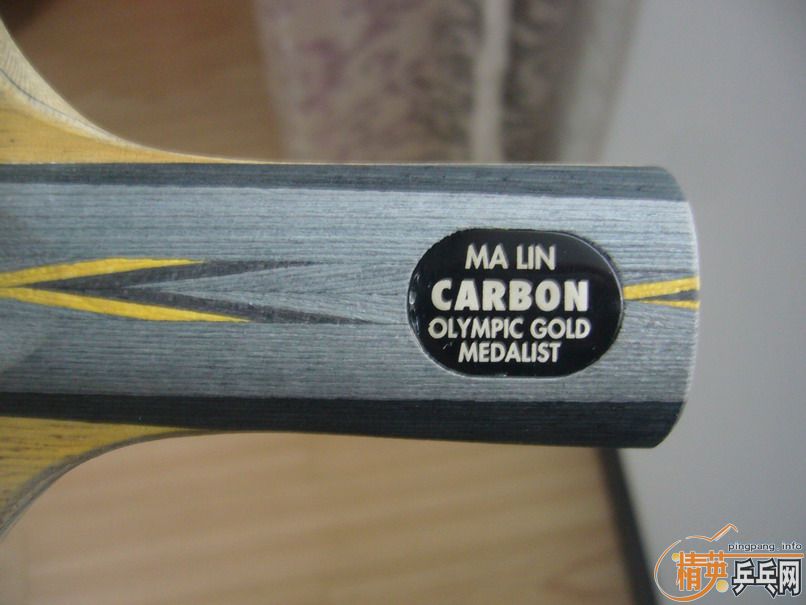 MA LIN
CARBON
OLYMPIC GOLD
MEDALIST
pingpang.info
精英乒乓网